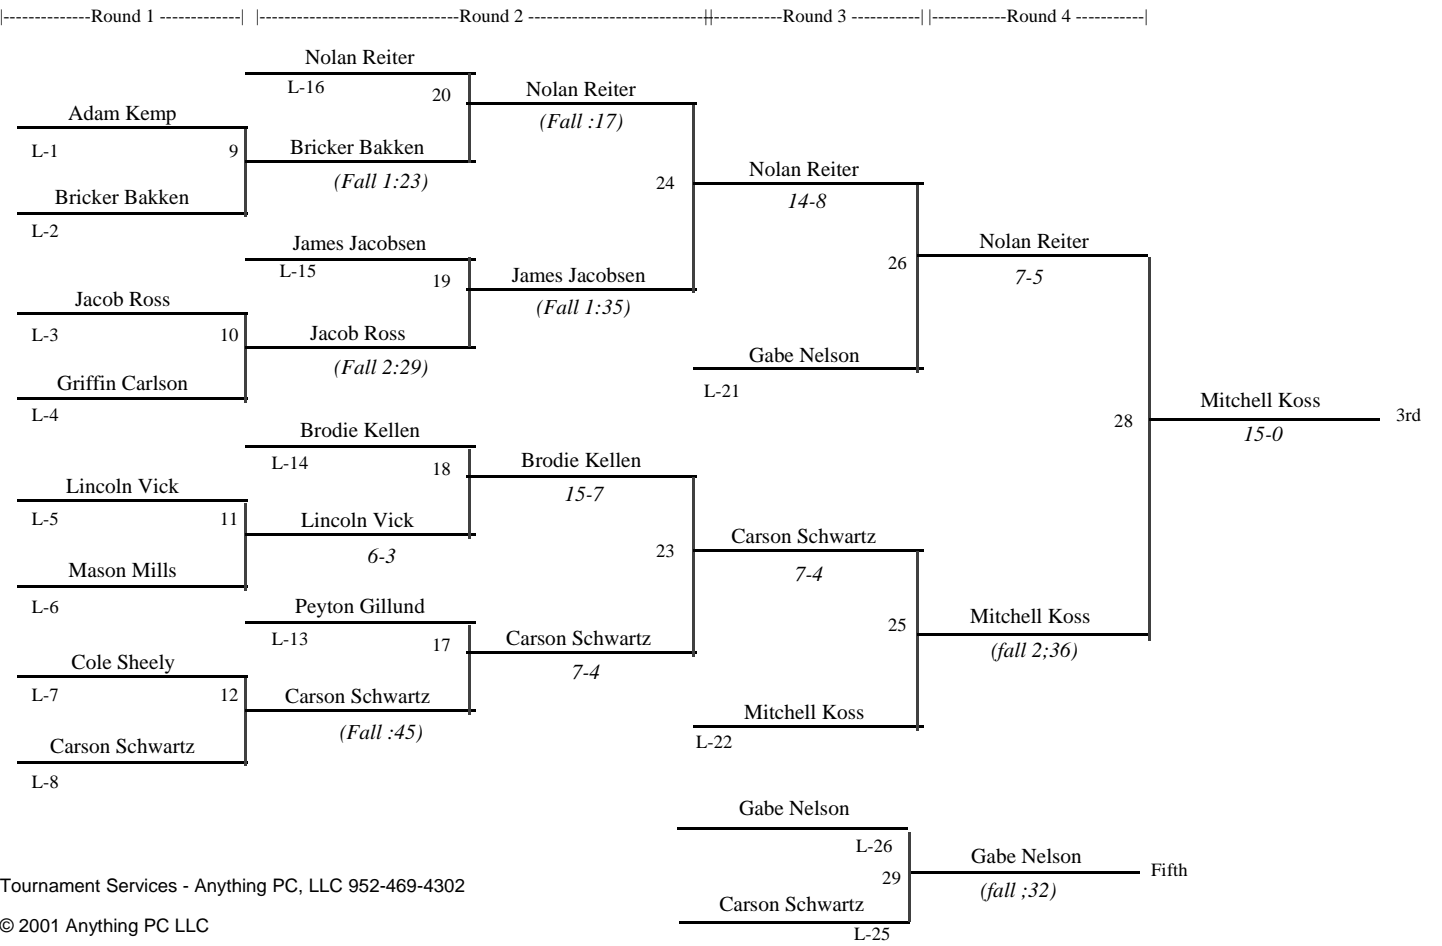 |--------------Round 1 -------------| |--------------------------------Round 2 ----------------------------||------------Round 3 -----------| |------------Round 4 -----------|
Nolan Reiter
L-16
20
Nolan Reiter
(Fall :17)
Adam Kemp
L-1
9
Bricker Bakken
(Fall 1:23)
Bricker Bakken
L-2
24
Nolan Reiter
14-8
James Jacobsen
L-15
19
James Jacobsen
(Fall 1:35)
26
Nolan Reiter
7-5
Jacob Ross
L-3
10
Jacob Ross
(Fall 2:29)
Gabe Nelson
L-21
Griffin Carlson
L-4
28
Mitchell Koss
15-0
3rd
Brodie Kellen
L-14
18
Brodie Kellen
15-7
Lincoln Vick
L-5
11
Lincoln Vick
6-3
Mason Mills
L-6
23
Carson Schwartz
7-4
Peyton Gillund
L-13
17
Carson Schwartz
7-4
25
Mitchell Koss
(fall 2;36)
Cole Sheely
L-7
12
Carson Schwartz
(Fall :45)
Mitchell Koss
L-22
Carson Schwartz
L-8
Gabe Nelson
L-26
29
Gabe Nelson
(fall ;32)
Fifth
Carson Schwartz
L-25
Tournament Services - Anything PC, LLC 952-469-4302
© 2001 Anything PC LLC